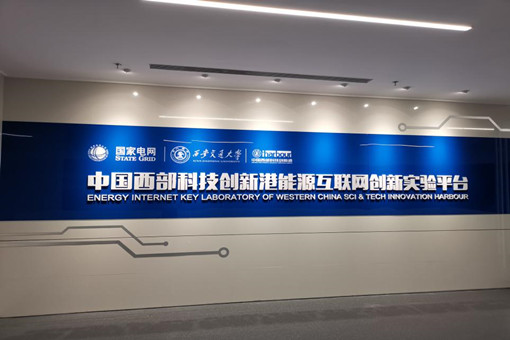 国家电网 西安交通大学 iHarbour
STATE GRID
中国西部科技创新港能源互联网创新实验平台
ENERGY INTERNET KEY LABORATORY OF WESTERN CHINA SCI & TECH INNOVATION HARBOUR